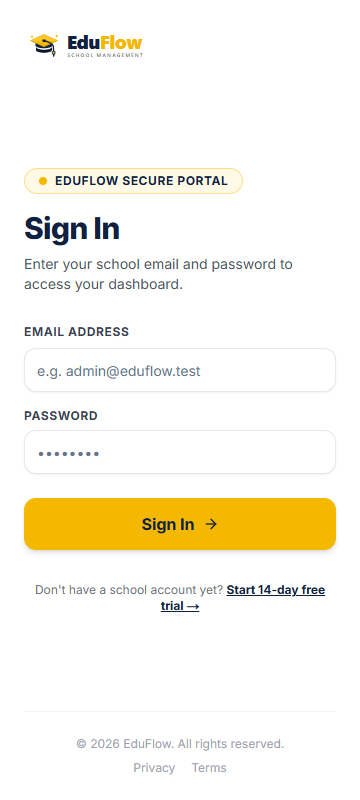 EduFlow
SCHOOL MANAGEMENT
EDUFLOW SECURE PORTAL
Sign In
Enter your school email and password to
access your dashboard.
EMAIL ADDRESS
e.g. admin@eduflow.test
PASSWORD
••••••••
Sign In →
Don't have a school account yet? Start 14-day free
trial →
© 2026 EduFlow. All rights reserved.
Privacy Terms